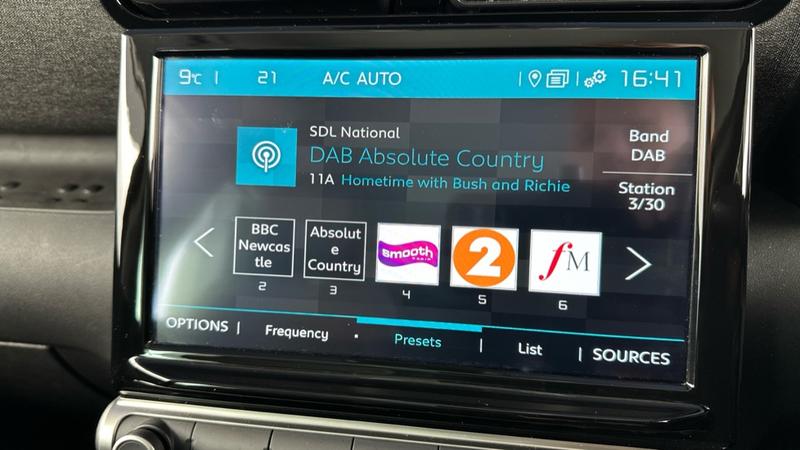 9°C | 21 A/C AUTO | | 16:41
SDL National
DAB Absolute Country
11A Hometime with Bush and Richie
Band
DAB
Station
3/30
BBC
Newcas
tle
2
Absolut
e
Country
3
smooth
RADIO
4
2
5
fM
6
OPTIONS | Frequency · Presets | List | SOURCES